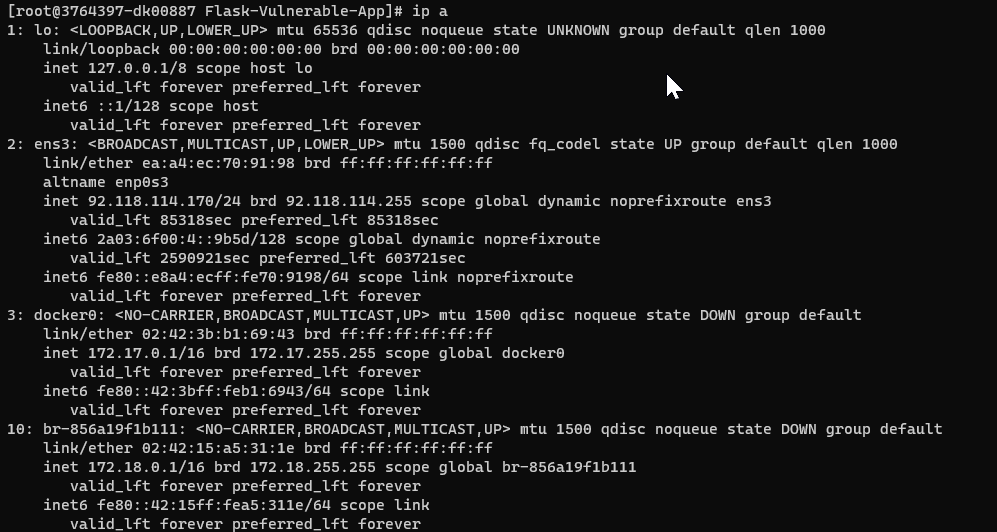 [root@3764397-dk00887 Flask-Vulnerable-App]# ip a
1: lo: <LOOPBACK,UP,LOWER_UP> mtu 65536 qdisc noqueue state UNKNOWN group default qlen 1000
    link/loopback 00:00:00:00:00:00 brd 00:00:00:00:00:00
    inet 127.0.0.1/8 scope host lo
       valid_lft forever preferred_lft forever
    inet6 ::1/128 scope host
       valid_lft forever preferred_lft forever
2: ens3: <BROADCAST,MULTICAST,UP,LOWER_UP> mtu 1500 qdisc fq_codel state UP group default qlen 1000
    link/ether ea:a4:ec:70:91:98 brd ff:ff:ff:ff:ff:ff
    altname enp0s3
    inet 92.118.114.170/24 brd 92.118.114.255 scope global dynamic noprefixroute ens3
       valid_lft 85318sec preferred_lft 85318sec
    inet6 2a03:6f00:4::9b5d/128 scope global dynamic noprefixroute
       valid_lft 2590921sec preferred_lft 603721sec
    inet6 fe80::e8a4:ecff:fe70:9198/64 scope link noprefixroute
       valid_lft forever preferred_lft forever
3: docker0: <NO-CARRIER,BROADCAST,MULTICAST,UP> mtu 1500 qdisc noqueue state DOWN group default
    link/ether 02:42:3b:b1:69:43 brd ff:ff:ff:ff:ff:ff
    inet 172.17.0.1/16 brd 172.17.255.255 scope global docker0
       valid_lft forever preferred_lft forever
    inet6 fe80::42:3bff:feb1:6943/64 scope link
       valid_lft forever preferred_lft forever
10: br-856a19f1b111: <NO-CARRIER,BROADCAST,MULTICAST,UP> mtu 1500 qdisc noqueue state DOWN group default
    link/ether 02:42:15:a5:31:1e brd ff:ff:ff:ff:ff:ff
    inet 172.18.0.1/16 brd 172.18.255.255 scope global br-856a19f1b111
       valid_lft forever preferred_lft forever
    inet6 fe80::42:15ff:fea5:311e/64 scope link
       valid_lft forever preferred_lft forever